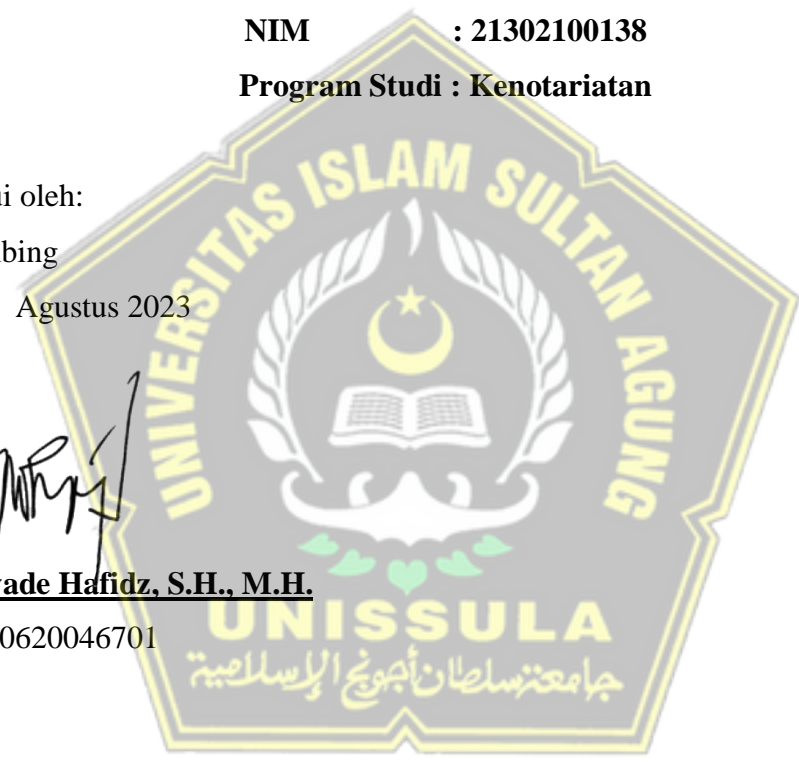 NIM : 21302100138
Program Studi : Kenotariatan
ui oleh:
bing
Agustus 2023
ade Hafidz, S.H., M.H.
0620046701
UNIVERSITAS ISLAM SULTAN AGUNG
UNISSULA
جامعة سلطان أجونج الإسلامية